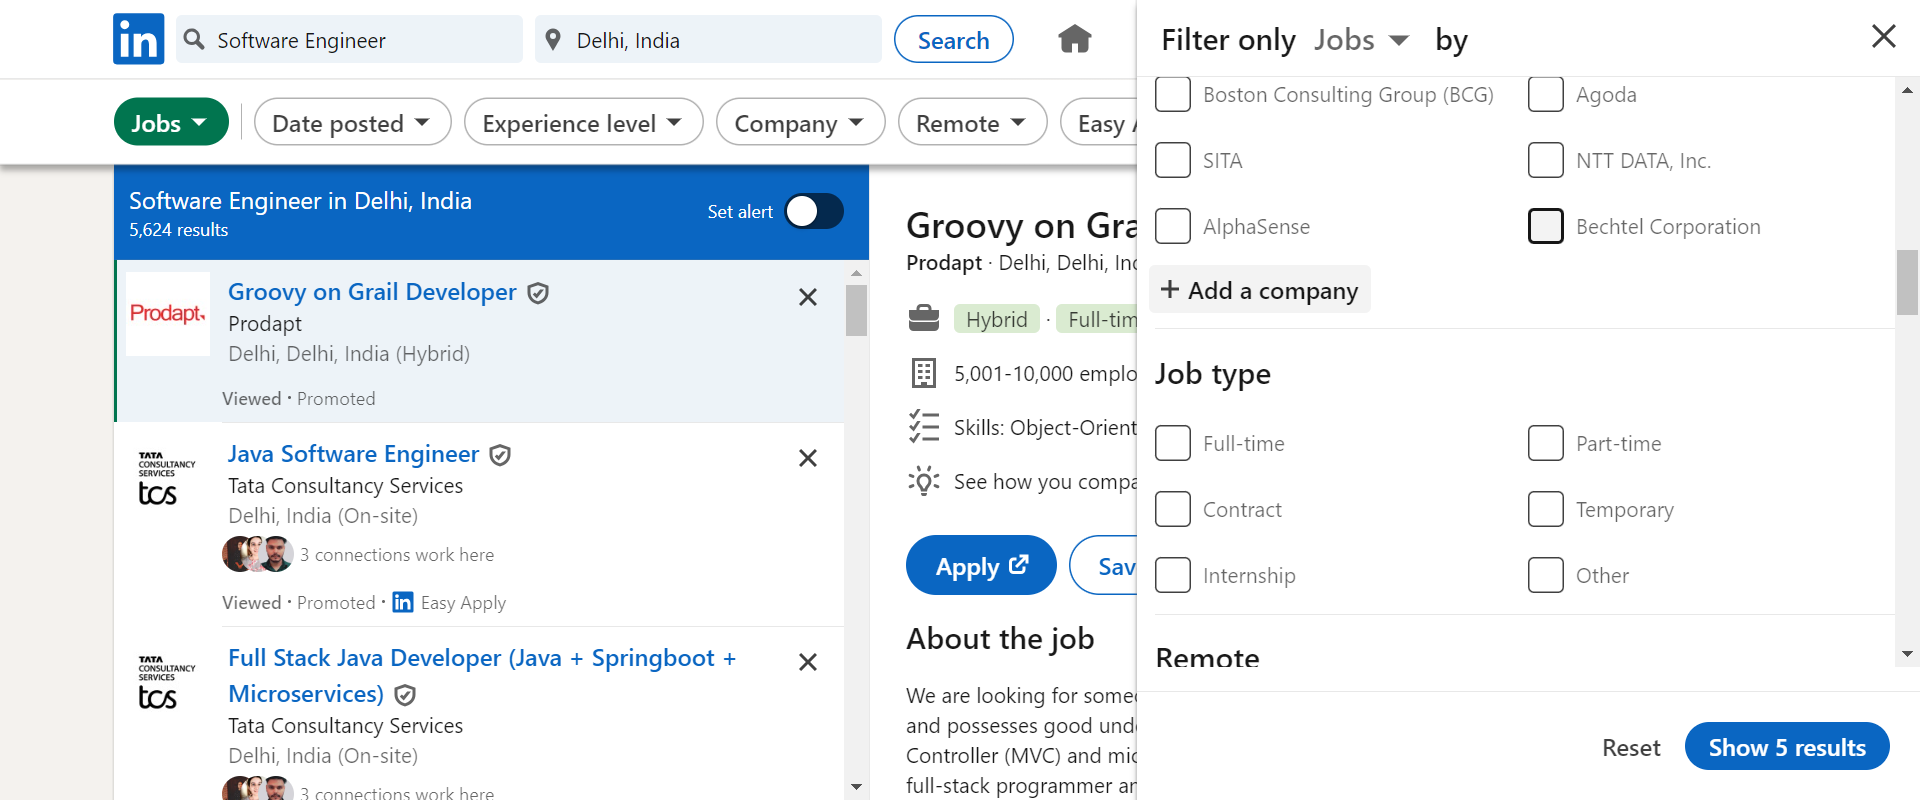 in
Software Engineer
Delhi, India
Search
Jobs
Date posted
Experience level
Company
Remote
Easy
Software Engineer in Delhi, India
5,624 results
Set alert
Prodapt
Groovy on Grail Developer
Prodapt
Delhi, Delhi, India (Hybrid)
Viewed · Promoted
TATA
CONSULTANCY
SERVICES
tcs
Java Software Engineer
Tata Consultancy Services
Delhi, India (On-site)
3 connections work here
Viewed · Promoted · in Easy Apply
TATA
CONSULTANCY
SERVICES
tcs
Full Stack Java Developer (Java + Springboot +
Microservices)
Tata Consultancy Services
Delhi, India (On-site)
3 connections work here
Groovy on Gra
Prodapt · Delhi, Delhi, Inc
Hybrid · Full-tim
5,001-10,000 emplo
Skills: Object-Orient
See how you compa
Apply
Sav
About the job
We are looking for some
and possesses good und
Controller (MVC) and mic
full-stack programmer an
Filter only Jobs by
Boston Consulting Group (BCG)
Agoda
SITA
NTT DATA, Inc.
AlphaSense
Bechtel Corporation
+ Add a company
Job type
Full-time
Part-time
Contract
Temporary
Internship
Other
Remote
Reset
Show 5 results